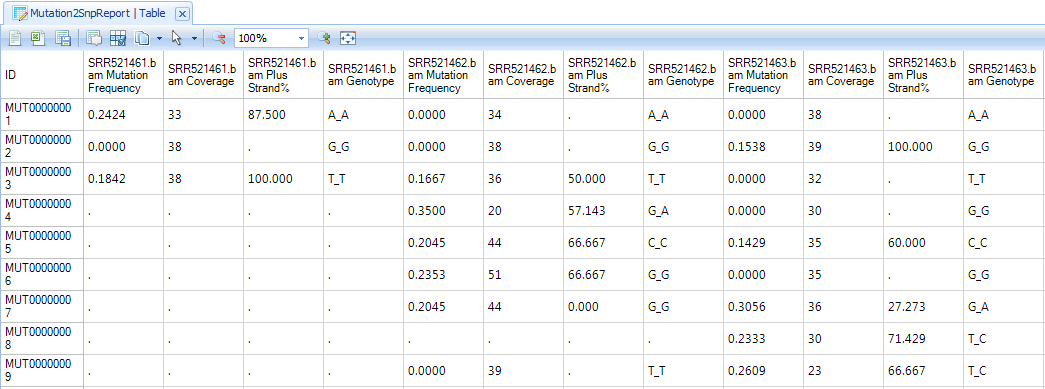 Mutation2SnpReport | Table
100%
ID SRR521461.bam Mutation Frequency SRR521461.bam Coverage SRR521461.bam Plus Strand% SRR521461.bam Genotype SRR521462.bam Mutation Frequency SRR521462.bam Coverage SRR521462.bam Plus Strand% SRR521462.bam Genotype SRR521463.bam Mutation Frequency SRR521463.bam Coverage SRR521463.bam Plus Strand% SRR521463.bam Genotype
MUT00000001 0.2424 33 87.500 A_A 0.0000 34 . A_A 0.0000 38 . A_A
MUT00000002 0.0000 38 . G_G 0.0000 38 . G_G 0.1538 39 100.000 G_G
MUT00000003 0.1842 38 100.000 T_T 0.1667 36 50.000 T_T 0.0000 32 . T_T
MUT00000004 . . . . 0.3500 20 57.143 G_A 0.0000 30 . G_G
MUT00000005 . . . . 0.2045 44 66.667 C_C 0.1429 35 60.000 C_C
MUT00000006 . . . . 0.2353 51 66.667 G_G 0.0000 35 . G_G
MUT00000007 . . . . 0.2045 44 0.000 G_G 0.3056 36 27.273 G_A
MUT00000008 . . . . . . . . 0.2333 30 71.429 T_C
MUT00000009 . . . . 0.0000 39 . T_T 0.2609 23 66.667 T_C